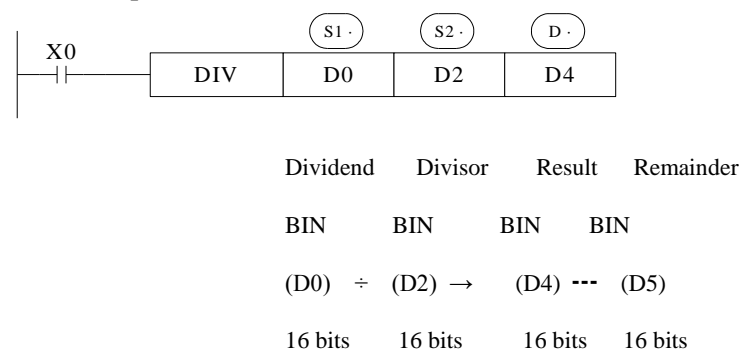 S1 · S2 · D ·
X0
DIV D0 D2 D4
Dividend Divisor Result Remainder
BIN BIN BIN BIN
(D0) ÷ (D2) → (D4) --- (D5)
16 bits 16 bits 16 bits 16 bits